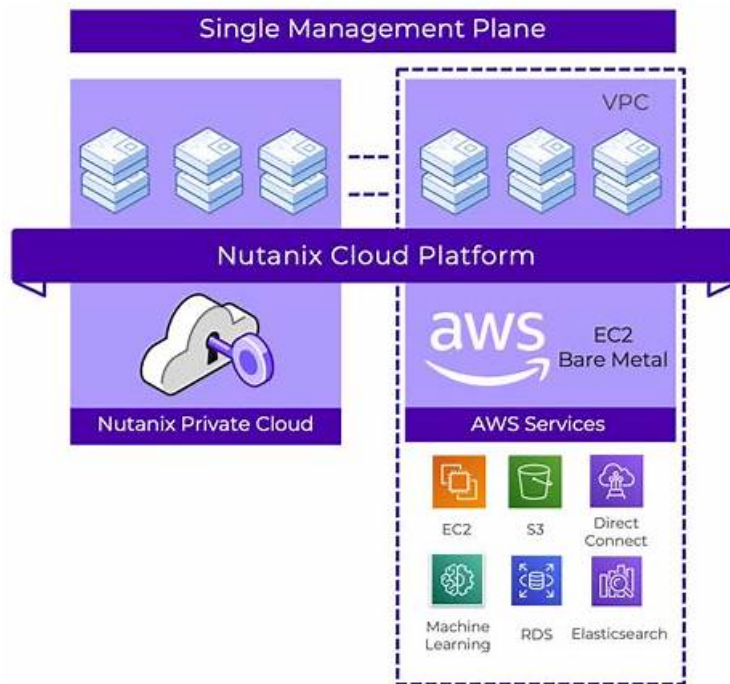 Single Management Plane
VPC
Nutanix Cloud Platform
aws
EC2
Bare Metal
Nutanix Private Cloud
AWS Services
EC2
S3
Direct
Connect
Machine
Learning
RDS
Elasticsearch